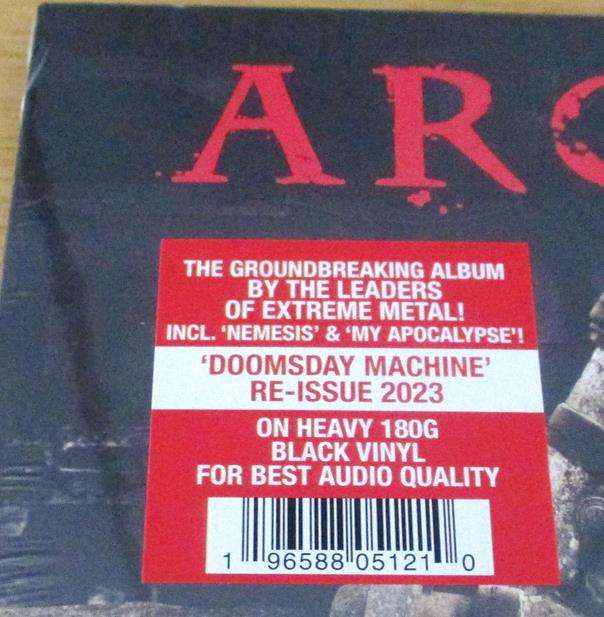 ARC
THE GROUNDBREAKING ALBUM
BY THE LEADERS
OF EXTREME METAL!
INCL. ‘NEMESIS’ & ‘MY APOCALYPSE’!
‘DOOMSDAY MACHINE’
RE-ISSUE 2023
ON HEAVY 180G
BLACK VINYL
FOR BEST AUDIO QUALITY
1 96588 05121 0